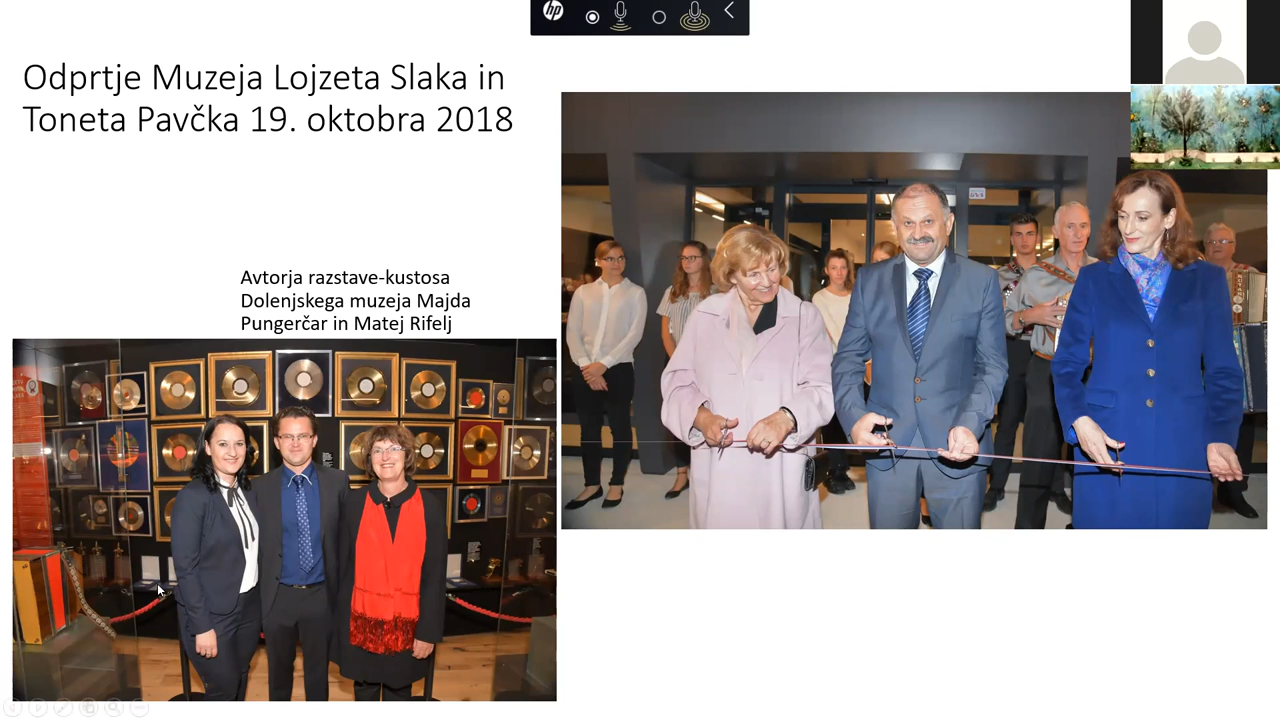 hp
Odprtje Muzeja Lojzeta Slaka in
Toneta Pavčka 19. oktobra 2018
Avtorja razstave-kustosa
Dolenjskega muzeja Majda
Pungerčar in Matej Rifelj